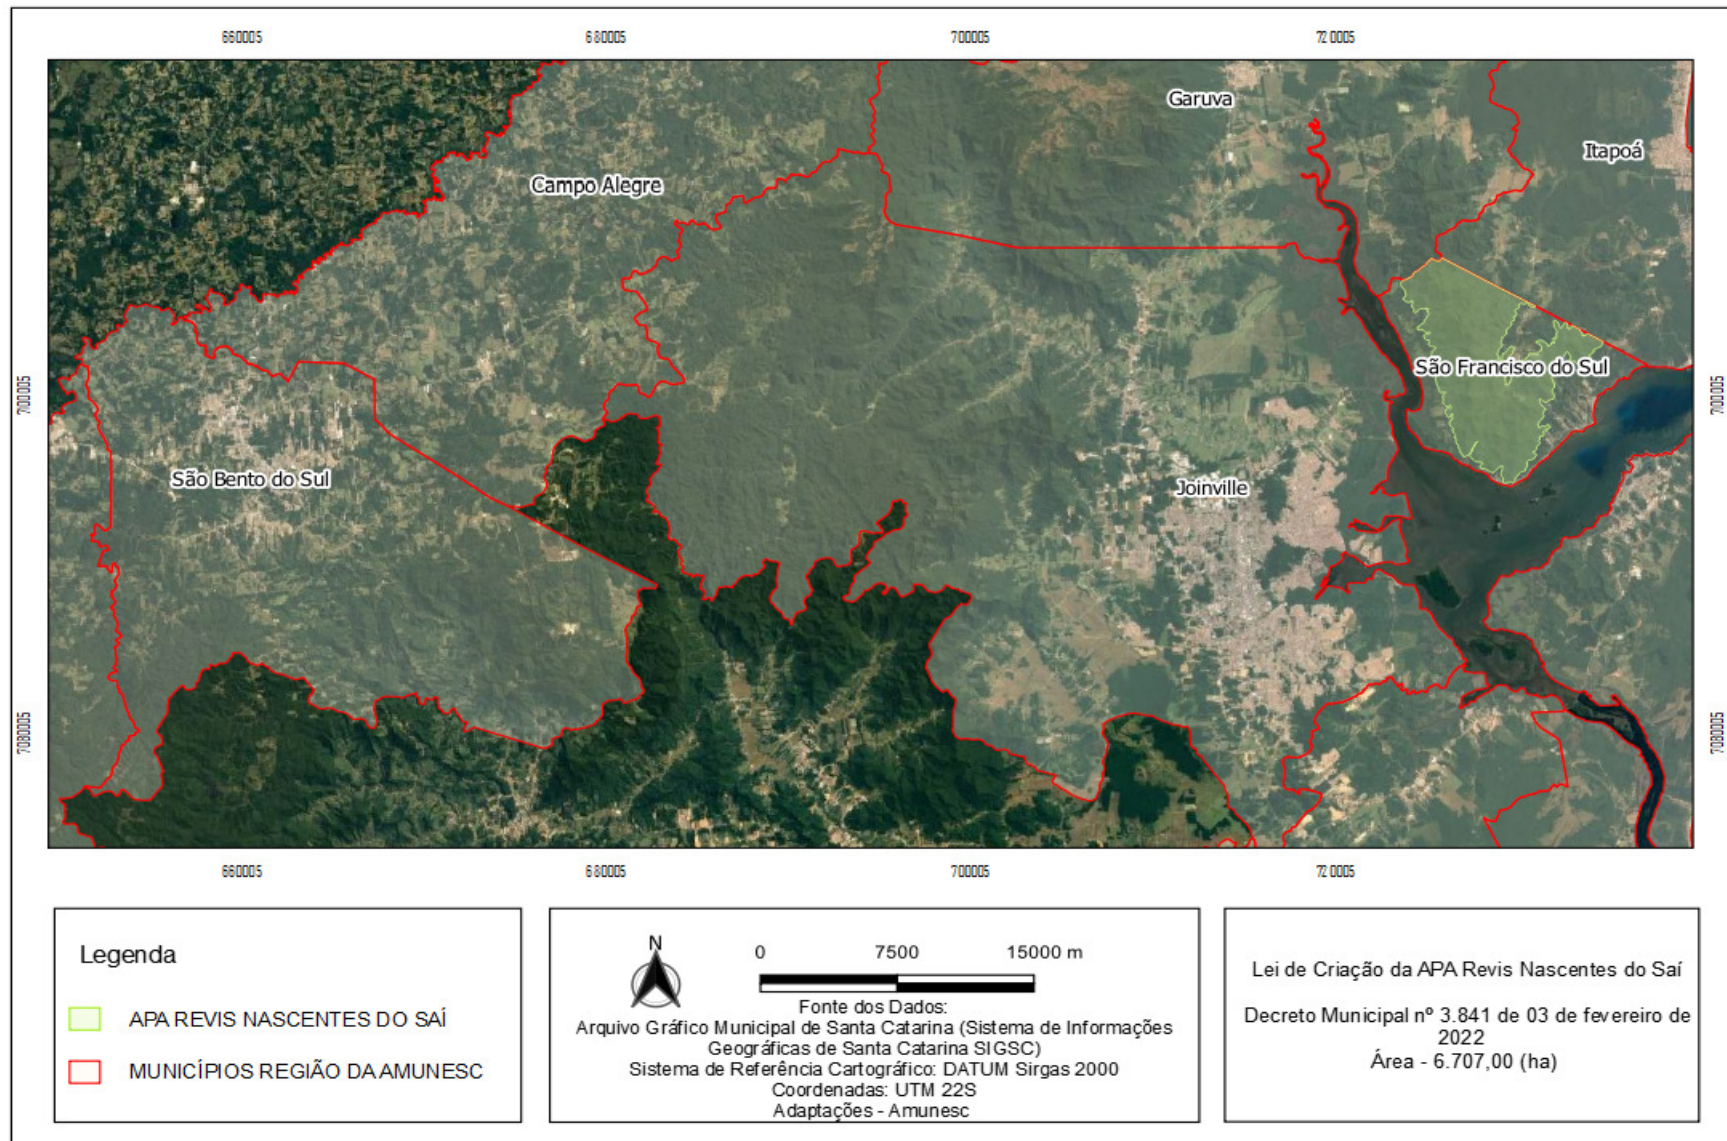 660005
680005
700005
720005
Garuva
Itapoá
Campo Alegre
São Francisco do Sul
São Bento do Sul
Joinville
700005
700005
7080005
7080005
660005
680005
700005
720005
Legenda
APA REVIS NASCENTES DO SAÍ
MUNICÍPIOS REGIÃO DA AMUNESC
N
0 7500 15000 m
Fonte dos Dados:
Arquivo Gráfico Municipal de Santa Catarina (Sistema de Informações
Geográficas de Santa Catarina SIGSC)
Sistema de Referência Cartográfico: DATUM Sirgas 2000
Coordenadas: UTM 22S
Adaptações - Amunesc
Lei de Criação da APA Revis Nascentes do Saí
Decreto Municipal nº 3.841 de 03 de fevereiro de
2022
Área - 6.707,00 (ha)